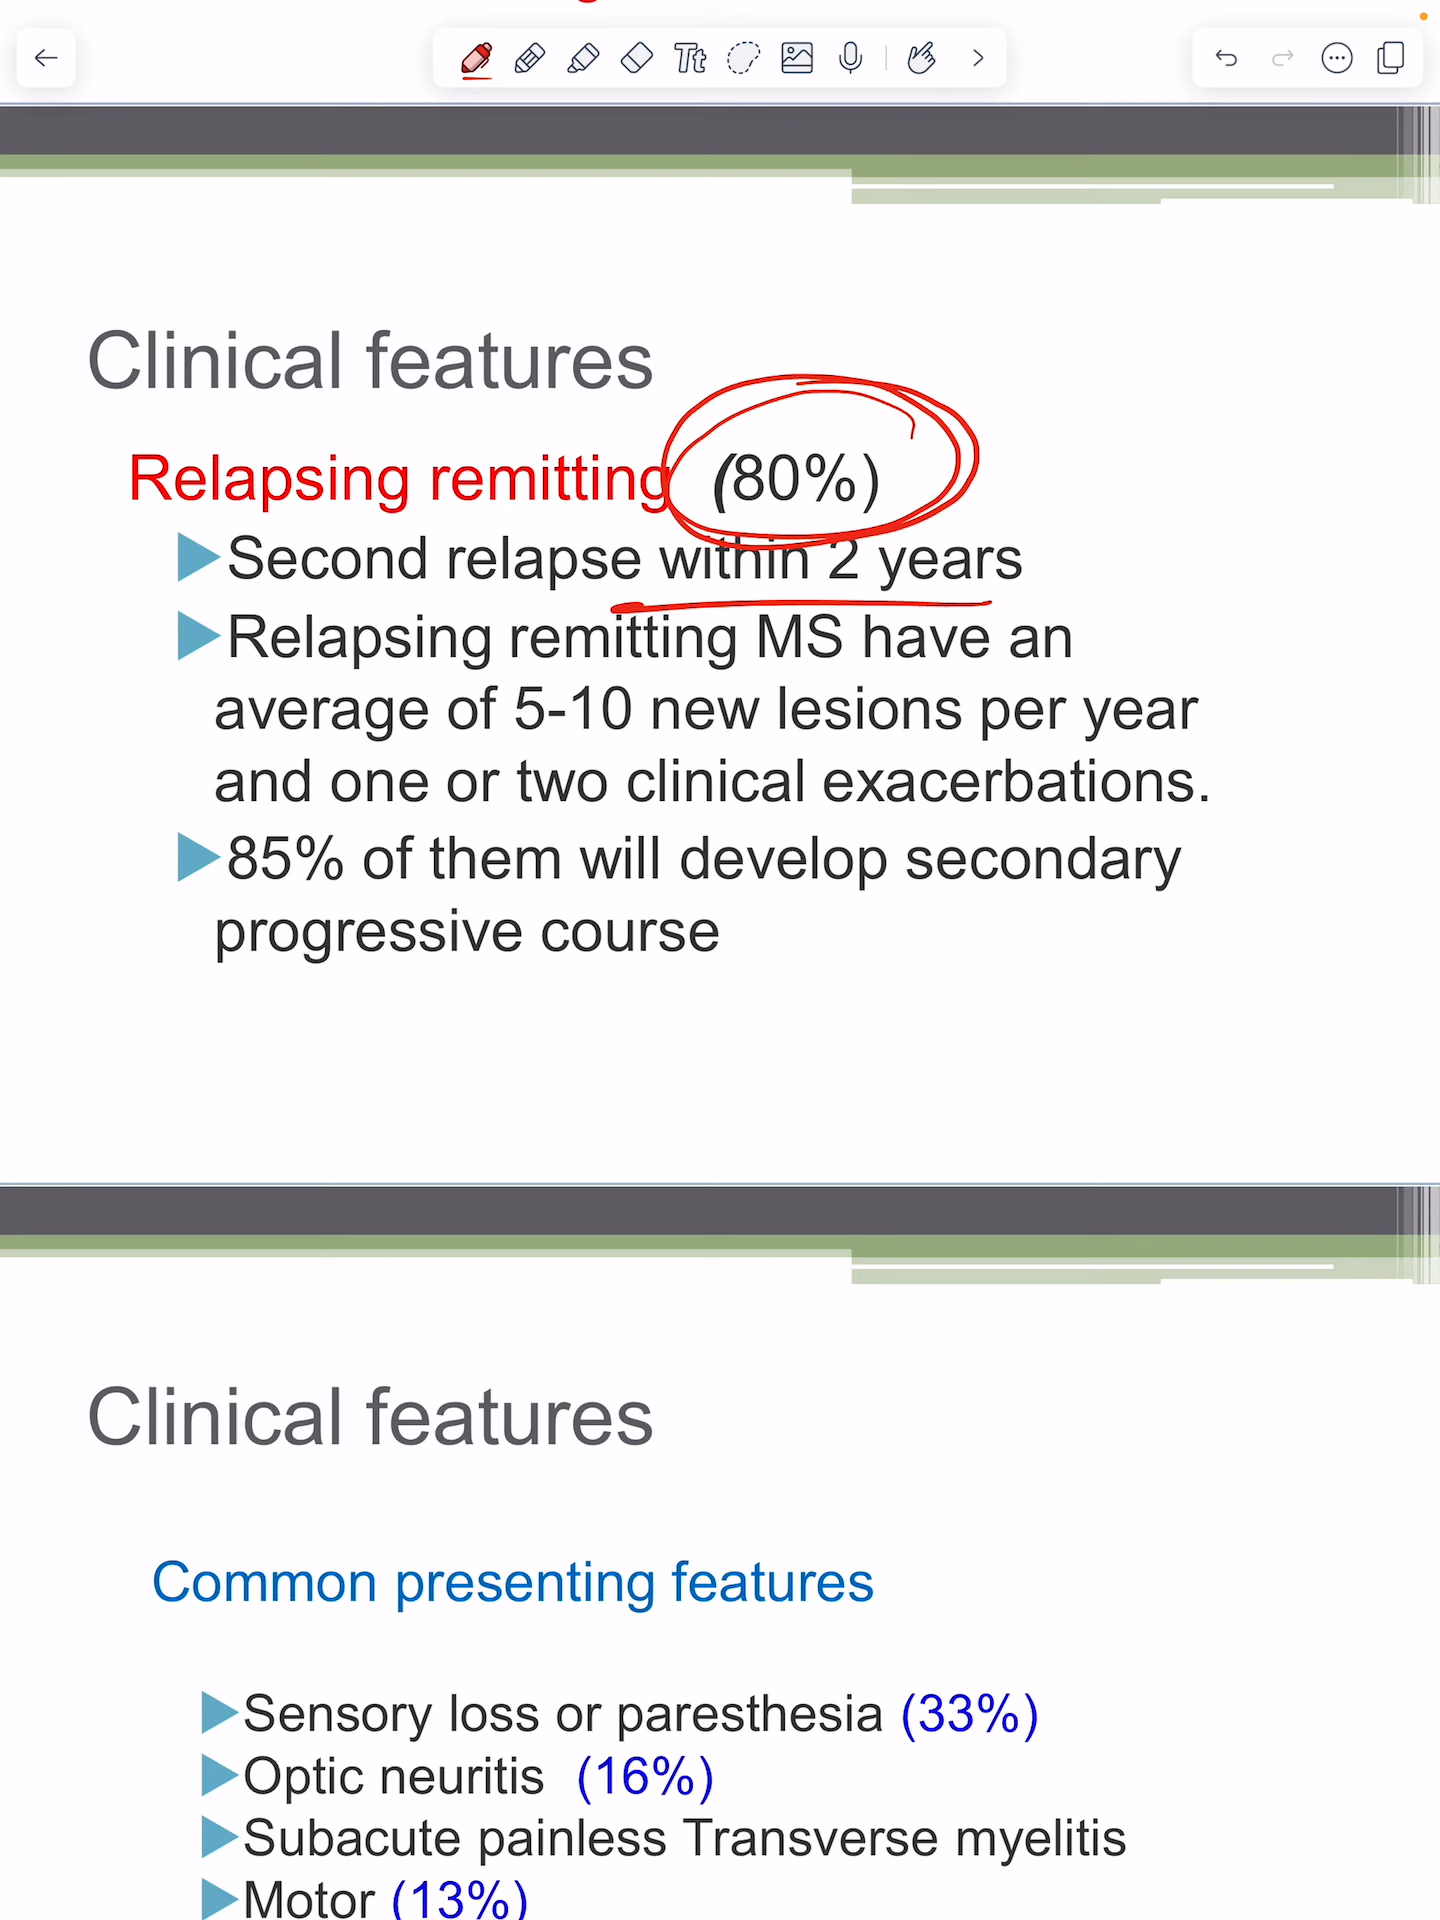 Tt
Clinical features
Relapsing remitting (80%)
Second relapse within 2 years
Relapsing remitting MS have an
average of 5-10 new lesions per year
and one or two clinical exacerbations.
85% of them will develop secondary
progressive course
Clinical features
Common presenting features
Sensory loss or paresthesia (33%)
Optic neuritis (16%)
Subacute painless Transverse myelitis
Motor (13%)